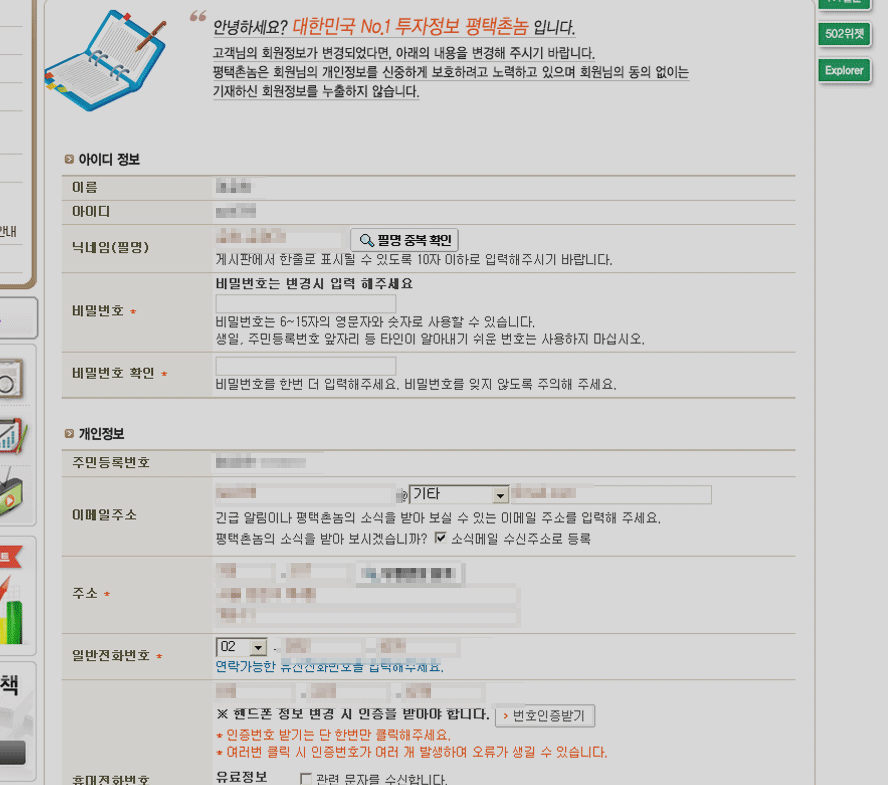 502위젯
Explorer
안녕하세요? 대한민국 No.1 투자정보 평택촌놈 입니다.
고객님의 회원정보가 변경되었다면, 아래의 내용을 변경해 주시기 바랍니다.
평택촌놈은 회원님의 개인정보를 신중하게 보호하려고 노력하고 있으며 회원님의 동의 없이는
기재하신 회원정보를 누출하지 않습니다.
아이디 정보
이름
아이디
닉네임(필명)
필명 중복 확인
게시판에서 한줄로 표시될 수 있도록 10자 이하로 입력해주시기 바랍니다.
비밀번호는 변경시 입력 해주세요
비밀번호 *
비밀번호는 6~15자의 영문자와 숫자로 사용할 수 있습니다.
생일, 주민등록번호 앞자리 등 타인이 알아내기 쉬운 번호는 사용하지 마십시오.
비밀번호 확인 *
비밀번호를 한번 더 입력해주세요. 비밀번호를 잊지 않도록 주의해 주세요.
개인정보
주민등록번호
이메일주소
@ 기타
긴급 알림이나 평택촌놈의 소식을 받아 보실 수 있는 이메일 주소를 입력해 주세요.
평택촌놈의 소식을 받아 보시겠습니까? 소식메일 수신주소로 등록
주소 *
일반전화번호 *
02 - -
연락가능한 유선전화번호를 입력해주세요.
※ 핸드폰 정보 변경 시 인증을 받아야 합니다. › 번호인증받기
* 인증번호 받기는 단 한번만 클릭해주세요.
* 여러번 클릭 시 인증번호가 여러 개 발생하여 오류가 생길 수 있습니다.
휴대전화번호
유료정보 관련 문자를 수신합니다.
책